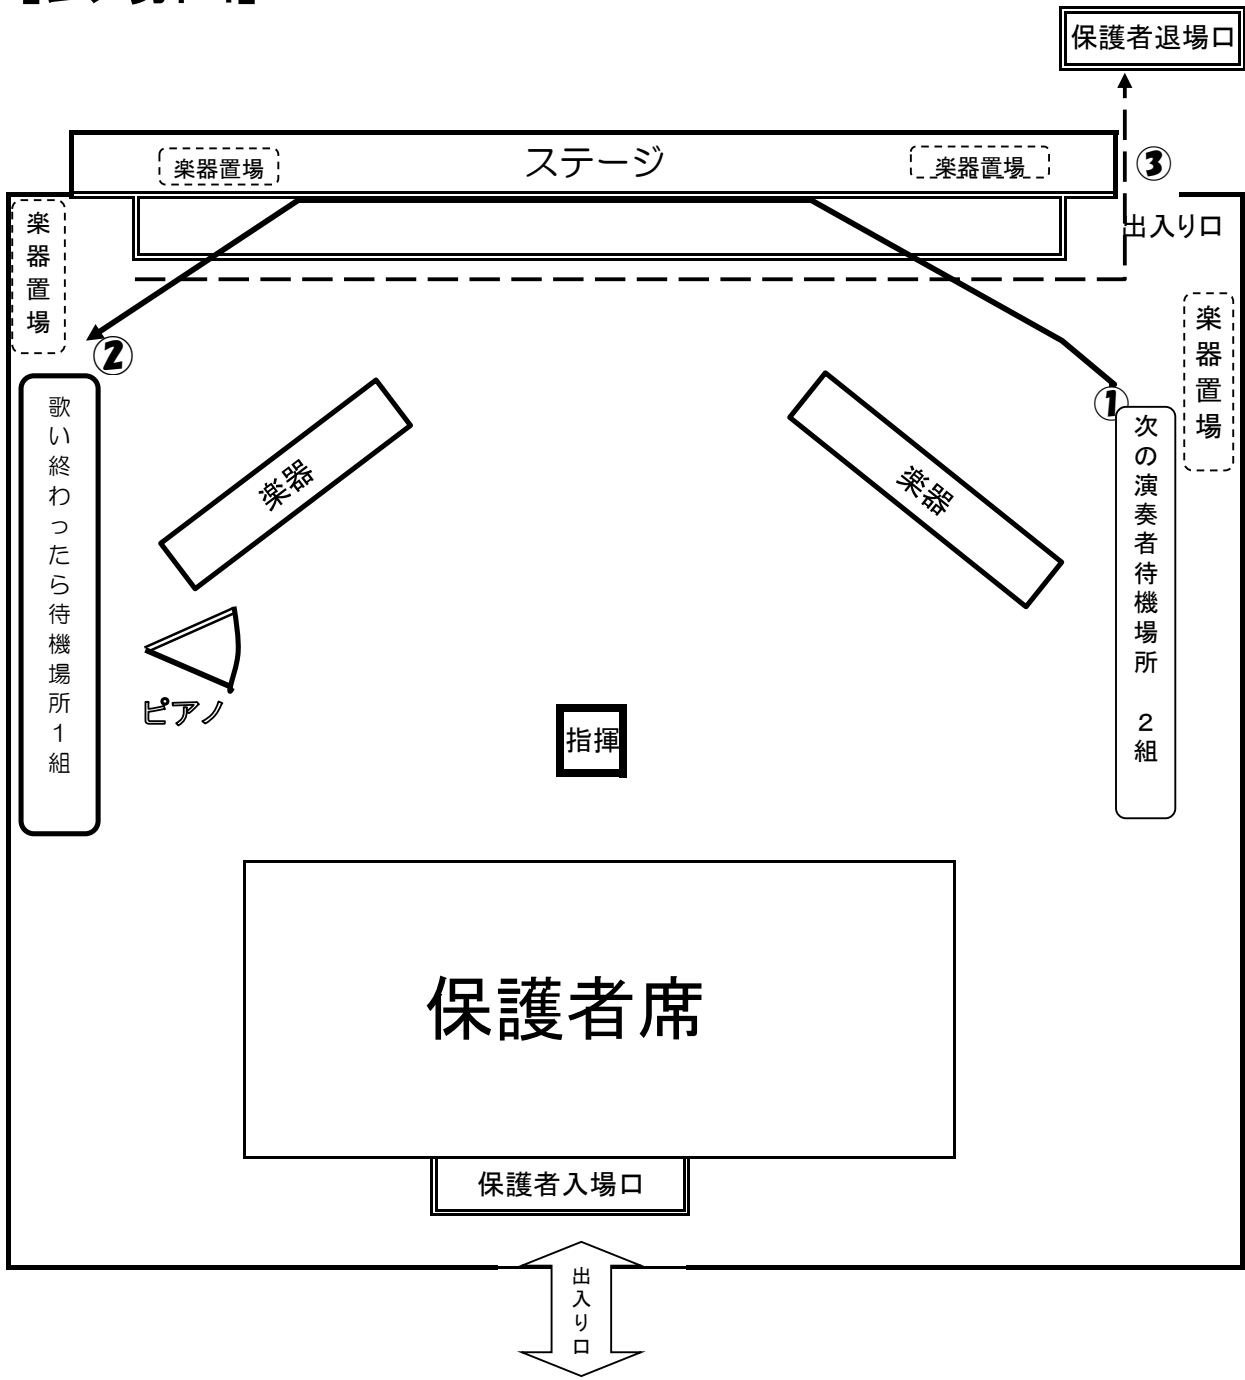 保護者退場口
楽器置場
ステージ
楽器置場
③
出入り口
楽器置場
楽器置場
②
①
歌い終わったら待機場所１組
次の演奏者待機場所　２組
楽器
楽器
ピアノ
指揮
保護者席
保護者入場口
出入り口